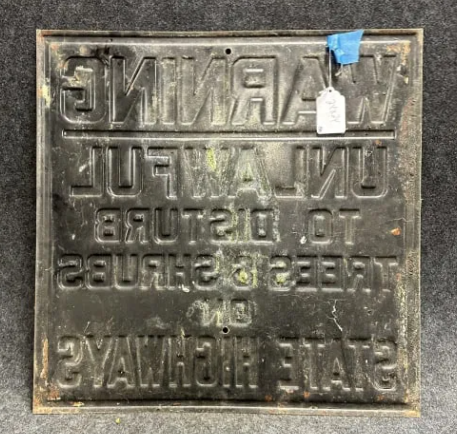 WARNING
UNLAWFUL
TO DISTURB
TREES & SHRUBS
ON
STATE HIGHWAYS